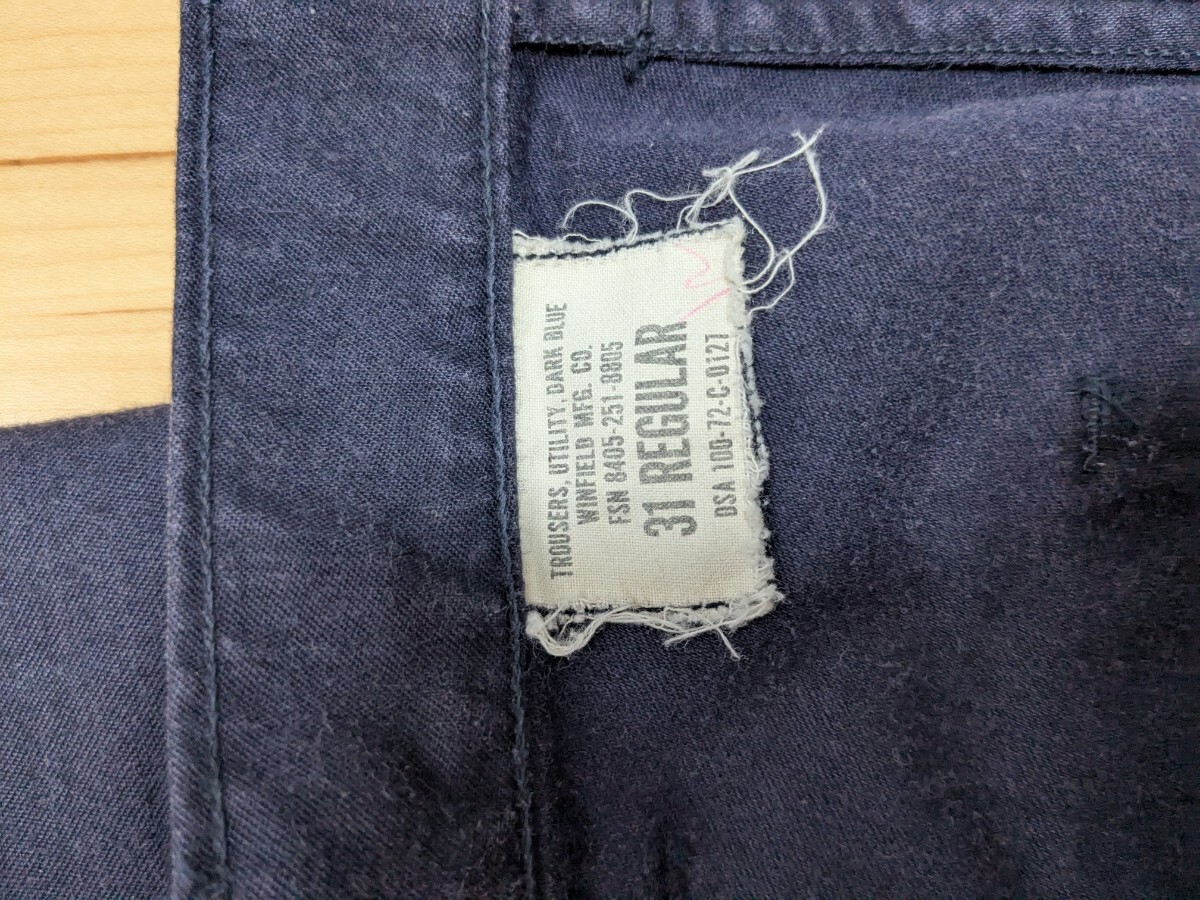 TROUSERS, UTILITY, DARK BLUE
WINFIELD MFG. CO.
FSN 8405-251-8805
31 REGULAR
DSA 100-72-C-0127